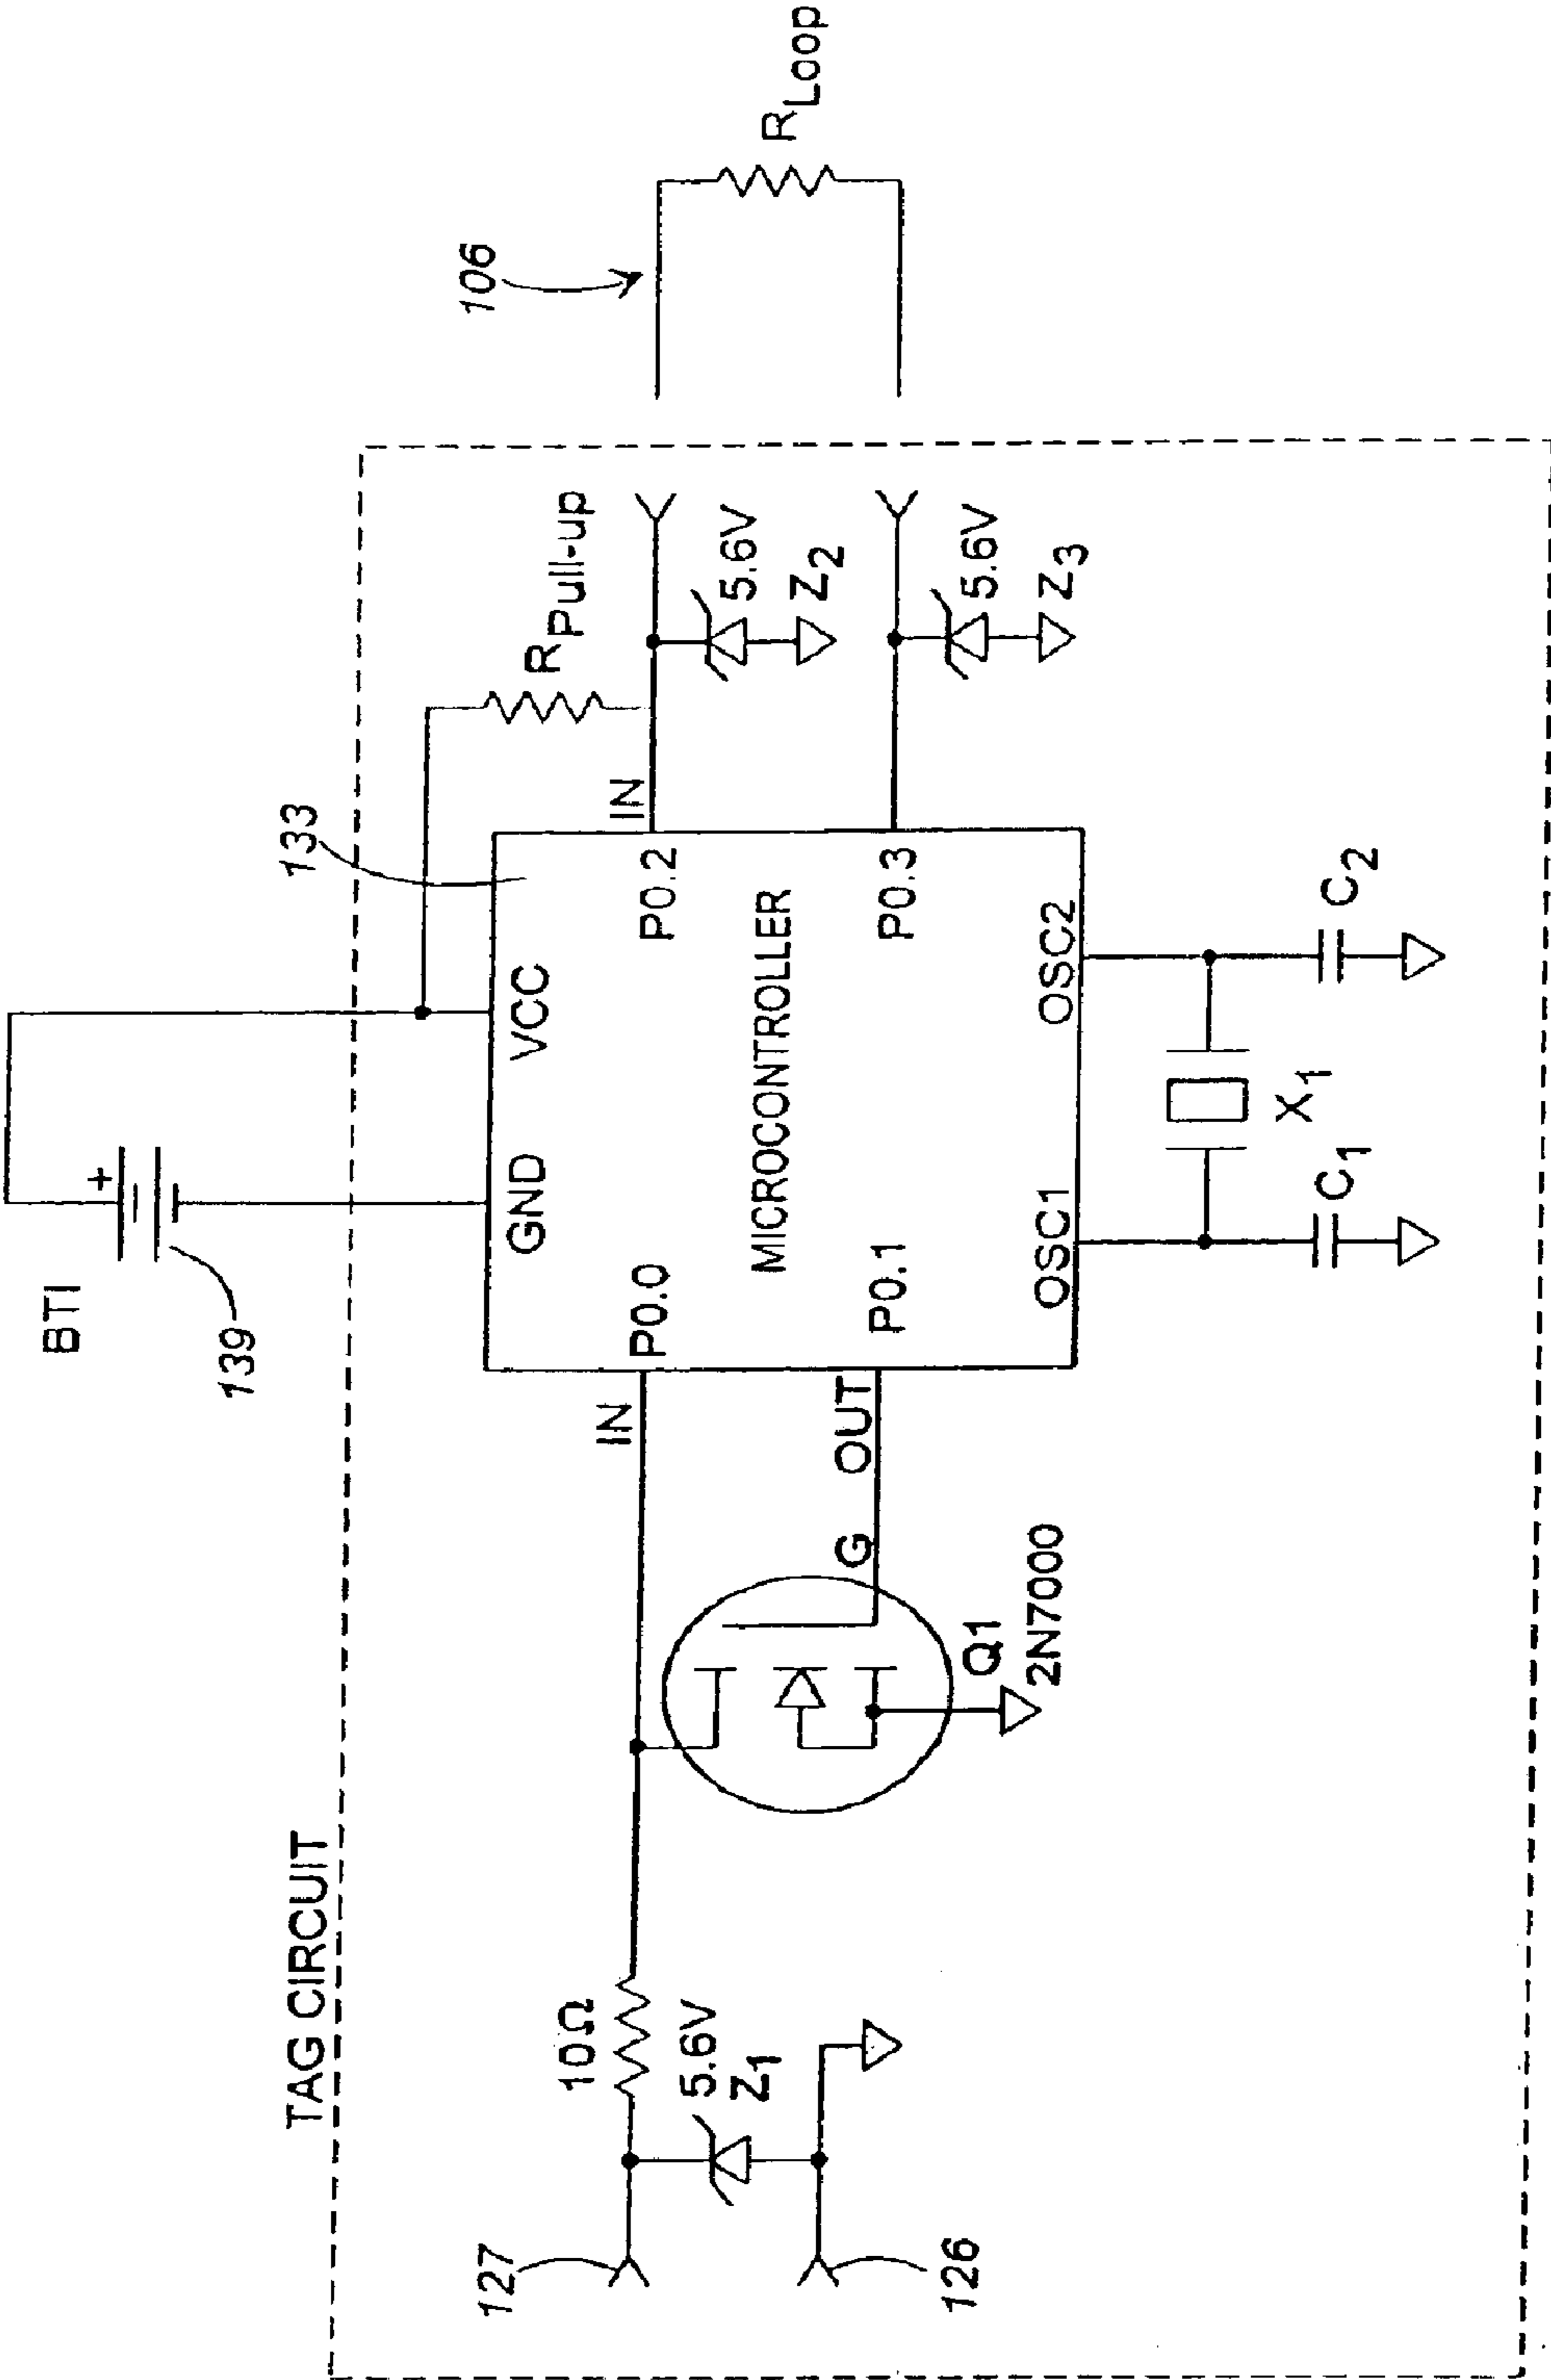 TAG CIRCUIT
BTI
+
139
133
106
GND
VCC
RPull-up
IN
P0.0
P0.2
IN
5.6V
Z2
RLoop
127
10Ω
5.6V
Z1
126
MICROCONTROLLER
G
OUT
P0.1
P0.3
5.6V
Z3
Q1
2N7000
OSC1
OSC2
X1
C1
C2